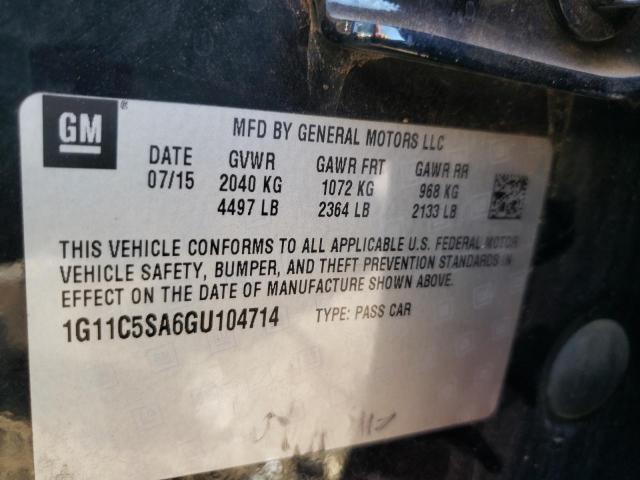 GM ®
MFD BY GENERAL MOTORS LLC
DATE GVWR GAWR FRT GAWR RR
07/15 2040 KG 1072 KG 968 KG
4497 LB 2364 LB 2133 LB
THIS VEHICLE CONFORMS TO ALL APPLICABLE U.S. FEDERAL MOTOR
VEHICLE SAFETY, BUMPER, AND THEFT PREVENTION STANDARDS IN
EFFECT ON THE DATE OF MANUFACTURE SHOWN ABOVE.
1G11C5SA6GU104714 TYPE: PASS CAR